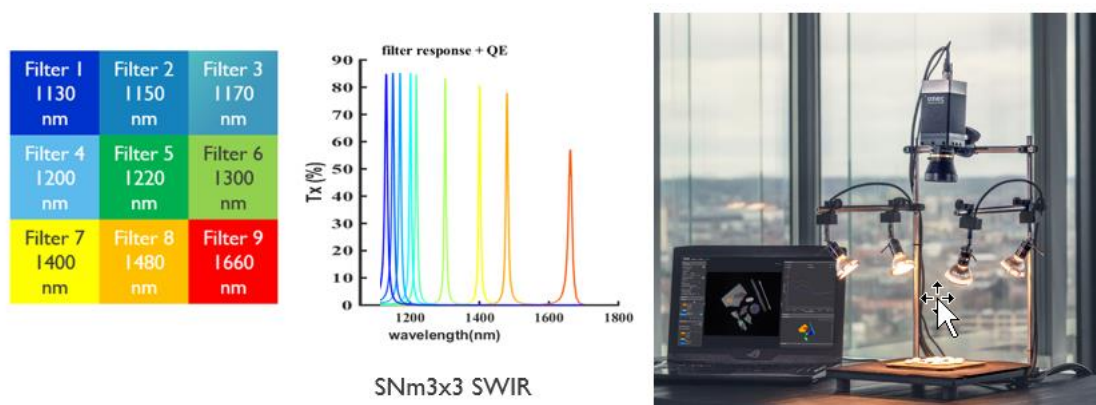 Filter 1
1130
nm
Filter 2
1150
nm
Filter 3
1170
nm
Filter 4
1200
nm
Filter 5
1220
nm
Filter 6
1300
nm
Filter 7
1400
nm
Filter 8
1480
nm
Filter 9
1660
nm
filter response + QE
Tx (%)
90
80
70
60
50
40
30
20
10
0
1200
1400
1600
1800
wavelength(nm)
SNm3x3 SWIR